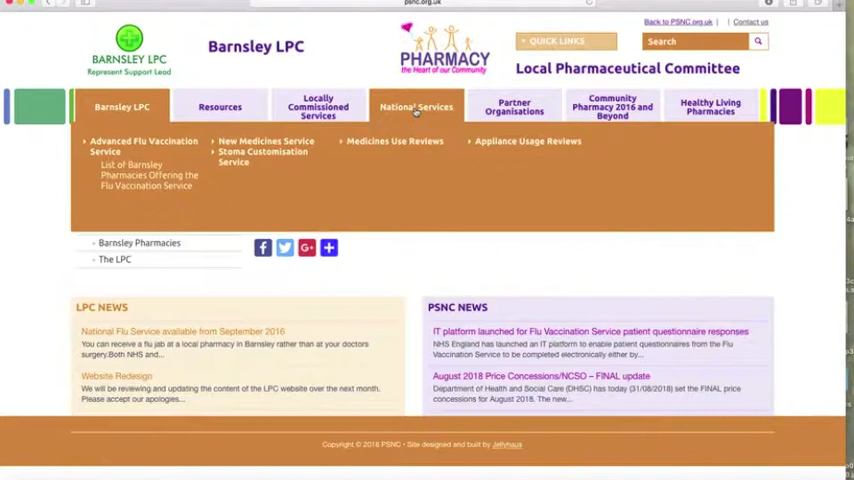 psnc.org.uk
Back to PSNC.org.uk | Contact us
BARNSLEY LPC
Represent Support Lead
Barnsley LPC
PHARMACY
the Heart of our Community
QUICK LINKS
Search
Local Pharmaceutical Committee
Barnsley LPC
Resources
Locally
Commissioned
Services
National Services
Partner
Organisations
Community
Pharmacy 2016 and
Beyond
Healthy Living
Pharmacies
Advanced Flu Vaccination
Service
List of Barnsley
Pharmacies Offering the
Flu Vaccination Service
New Medicines Service
Stoma Customisation
Service
Medicines Use Reviews
Appliance Usage Reviews
Barnsley Pharmacies
The LPC
LPC NEWS
National Flu Service available from September 2016
You can receive a flu jab at a local pharmacy in Barnsley rather than at your doctors
surgery.Both NHS and...
Website Redesign
We will be reviewing and updating the content of the LPC website over the next month.
Please accept our apologies...
PSNC NEWS
IT platform launched for Flu Vaccination Service patient questionnaire responses
NHS England has launched an IT platform to enable patient questionnaires from the Flu
Vaccination Service to be completed electronically either by...
August 2018 Price Concessions/NCSO – FINAL update
Department of Health and Social Care (DHSC) has today (31/08/2018) set the FINAL price
concessions for August 2018. The new...
Copyright © 2018 PSNC • Site designed and built by Jellyhaus